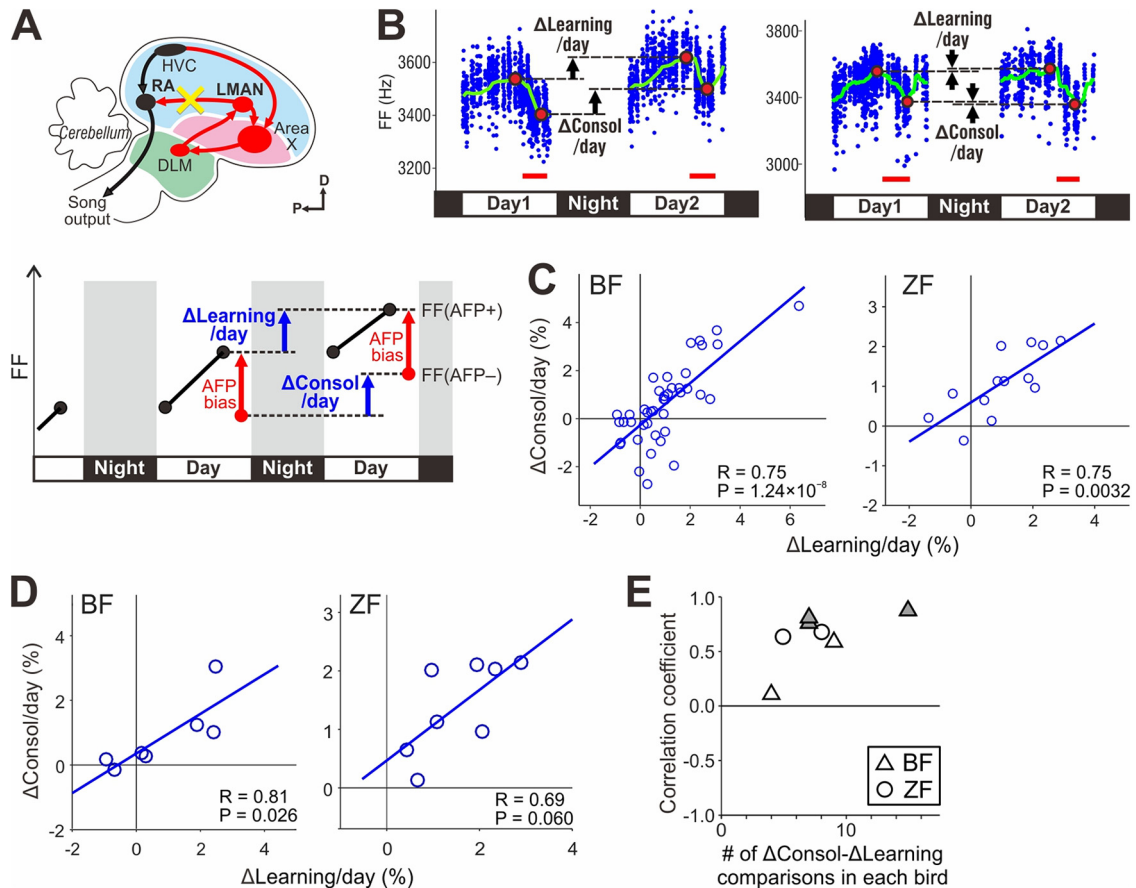 A
HVC
RA
LMAN
Cerebellum
Area
X
DLM
Song
output
D
P
B
FF (Hz)
3600
3400
3200
ΔLearning
/day
ΔConsol
/day
Day1
Night
Day2
3800
3400
3000
ΔLearning
/day
ΔConsol
/day
Day1
Night
Day2
FF
ΔLearning
/day
AFP
bias
ΔConsol
/day
AFP
bias
FF(AFP+)
FF(AFP−)
Night
Day
Night
Day
C
BF
ΔConsol/day (%)
4
2
0
-2
-2
0
2
4
6
R = 0.75
P = 1.24×10⁻⁸
ZF
3
2
1
0
-1
-2
-2
0
2
4
R = 0.75
P = 0.0032
ΔLearning/day (%)
D
BF
ΔConsol/day (%)
4
2
0
-2
-2
0
2
4
R = 0.81
P = 0.026
ZF
3
2
1
0
0
2
4
R = 0.69
P = 0.060
ΔLearning/day (%)
E
Correlation coefficient
1.0
0.5
0
-0.5
-1.0
BF
ZF
0
10
# of ΔConsol-ΔLearning
comparisons in each bird